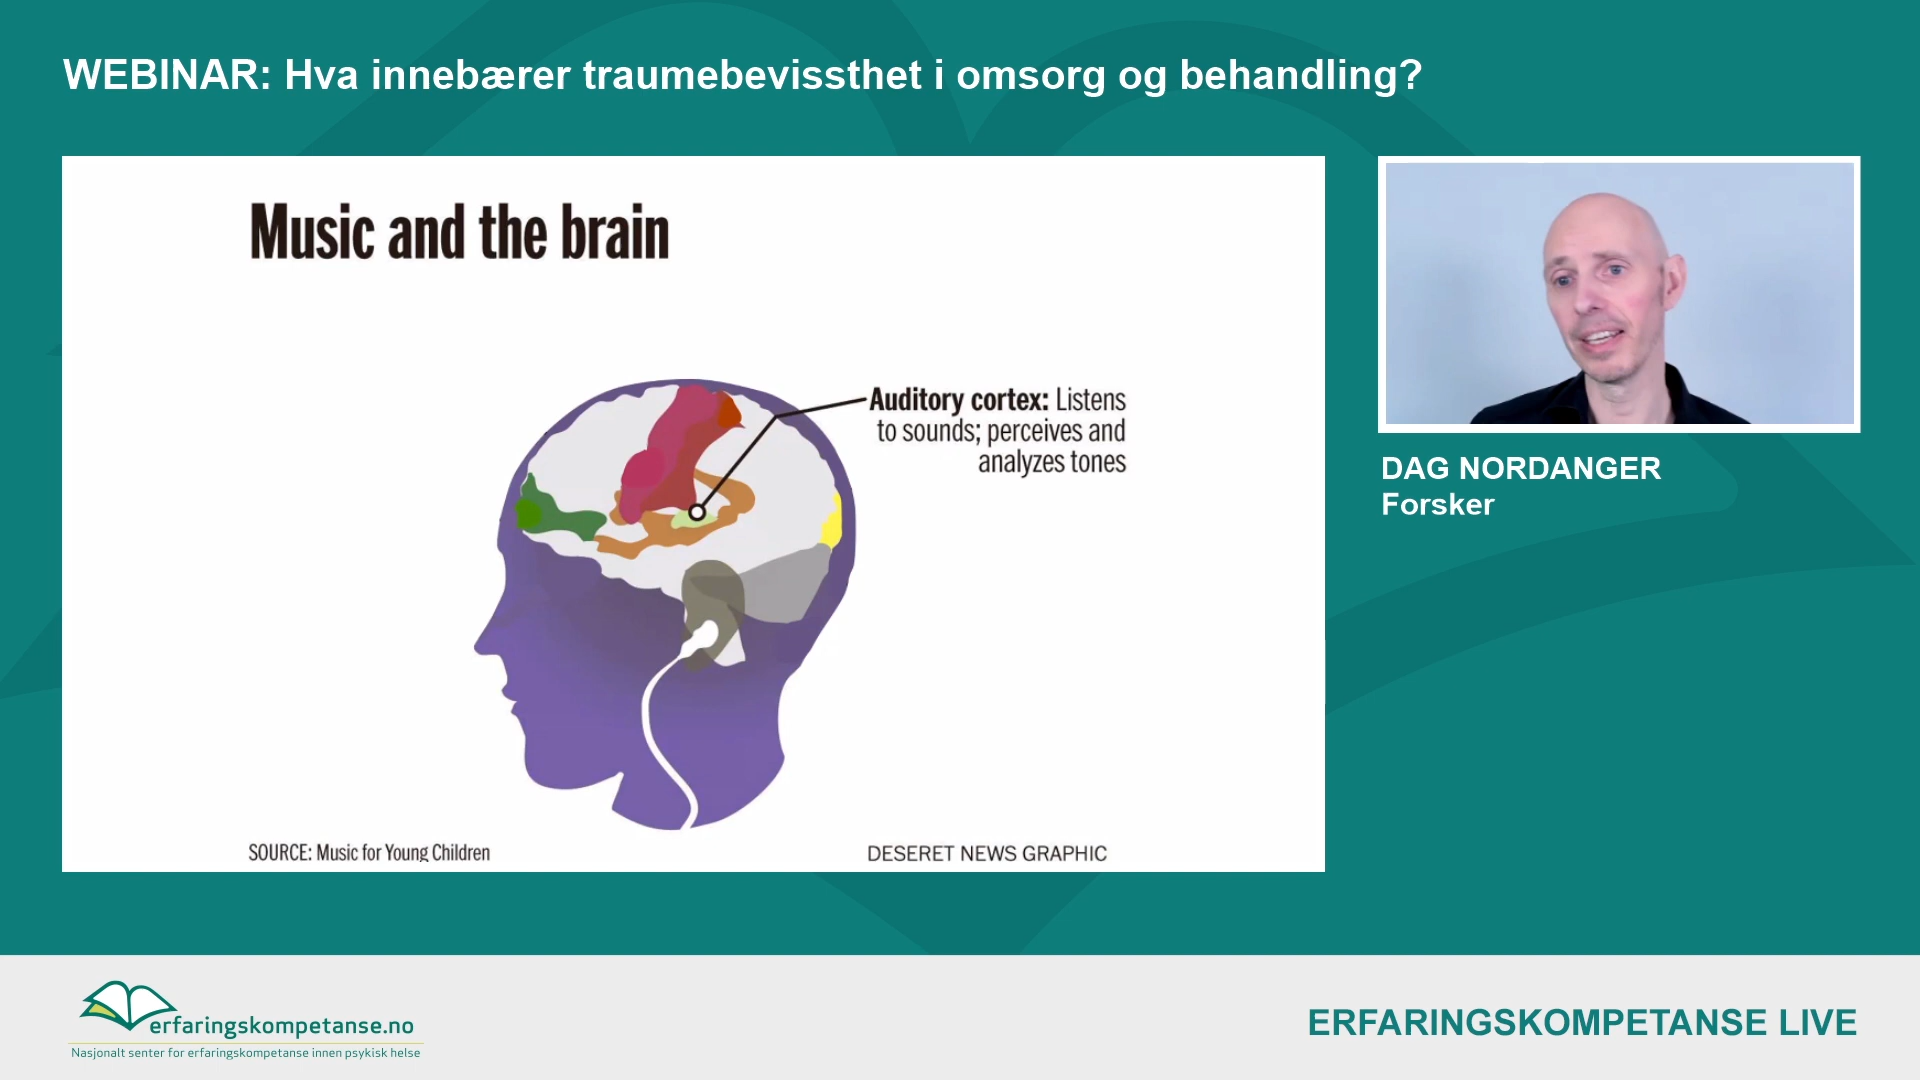 WEBINAR: Hva innebærer traumebevissthet i omsorg og behandling?
Music and the brain
Auditory cortex: Listens
to sounds; perceives and
analyzes tones
SOURCE: Music for Young Children
DESERET NEWS GRAPHIC
DAG NORDANGER
Forsker
erfaringskompetanse.no
Nasjonalt senter for erfaringskompetanse innen psykisk helse
ERFARINGSKOMPETANSE LIVE